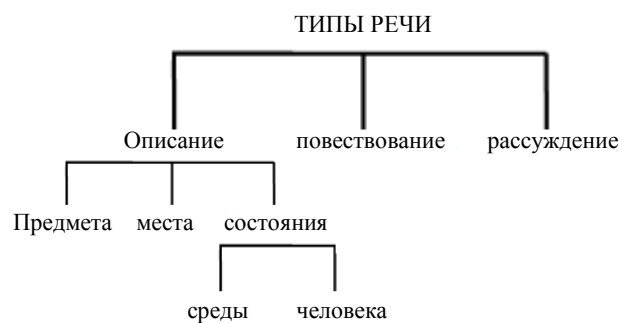 ТИПЫ РЕЧИ
Описание повествование рассуждение
Предмета места состояния
среды человека